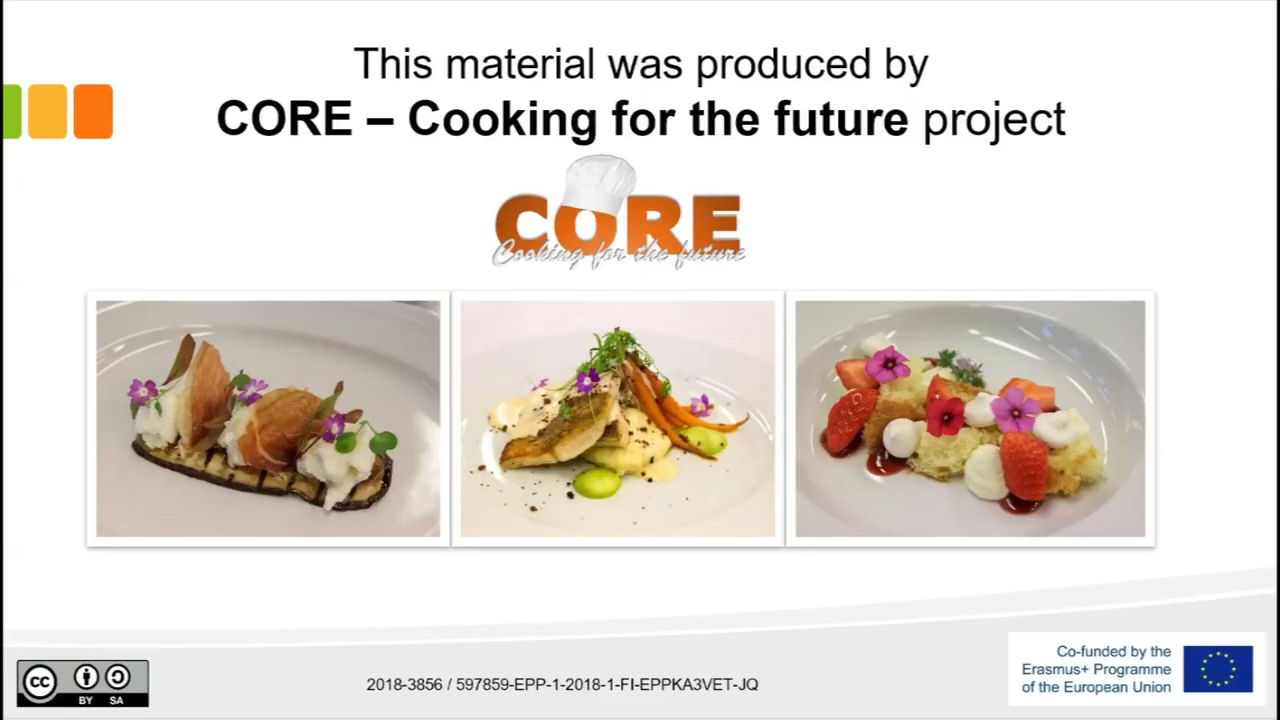 This material was produced by
CORE – Cooking for the future project
CORE
Cooking for the future
cc
BY SA
2018-3856 / 597859-EPP-1-2018-1-FI-EPPKA3VET-JQ
Co-funded by the
Erasmus+ Programme
of the European Union